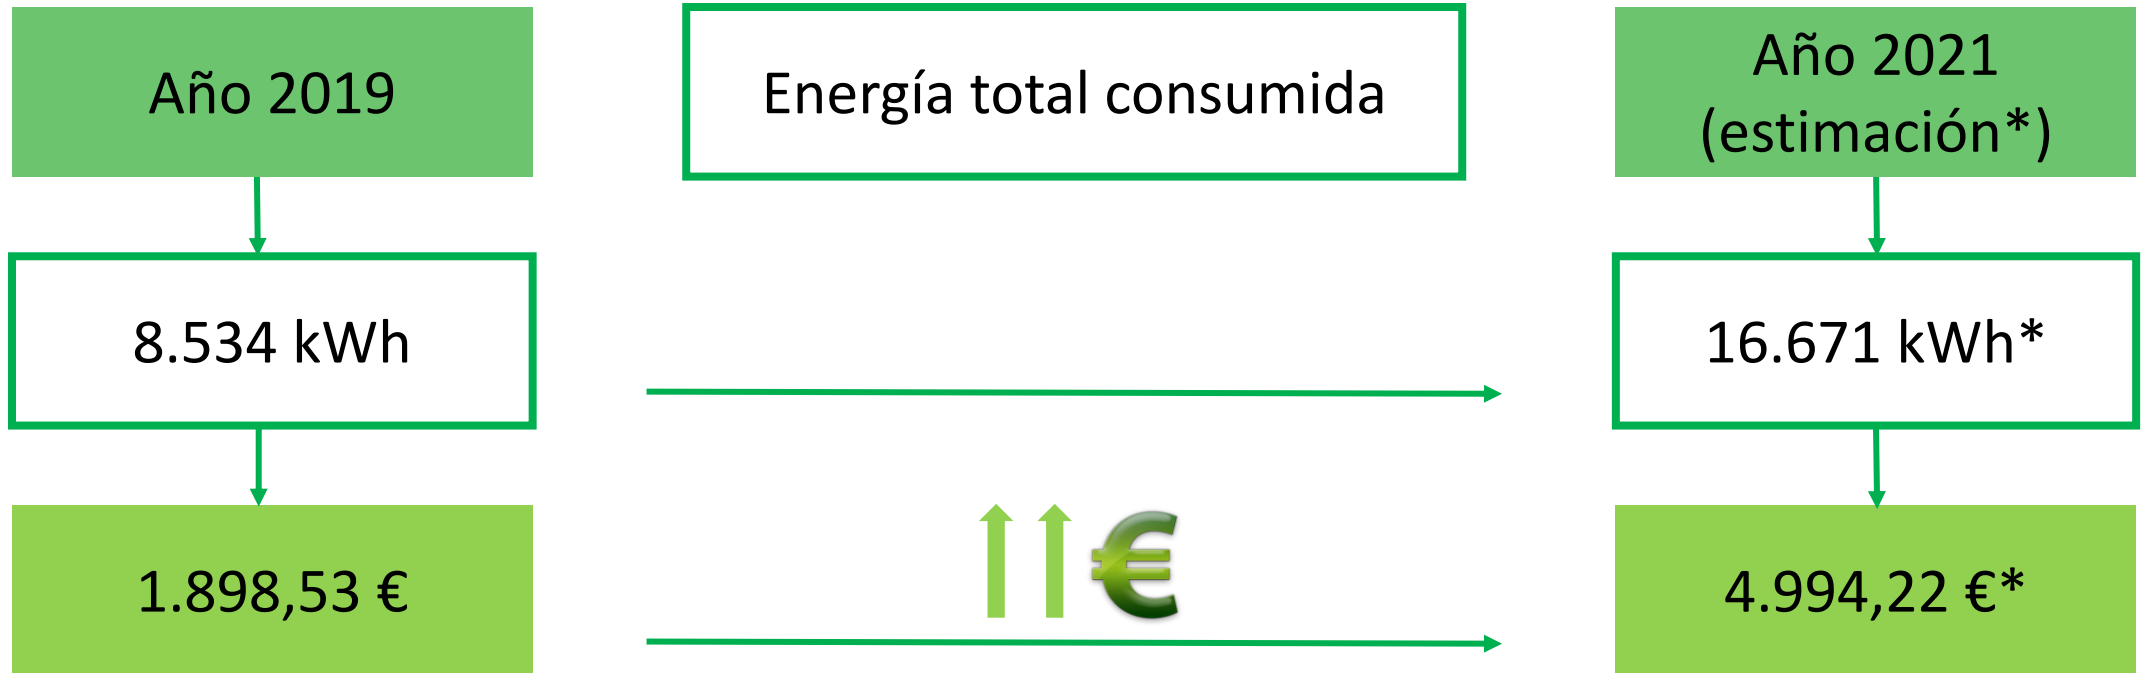 Año 2019
Energía total consumida
Año 2021
(estimación*)
8.534 kWh
16.671 kWh*
1.898,53 €
€
4.994,22 €*